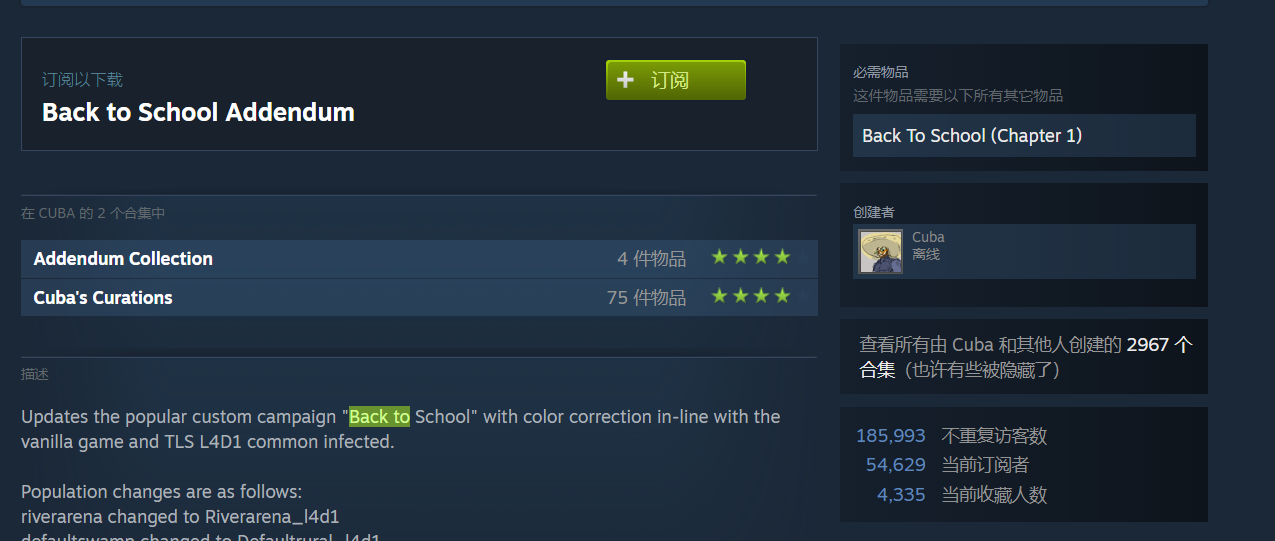 订阅以下载
Back to School Addendum
订阅
在 CUBA 的 2 个合集中
Addendum Collection 4 件物品
Cuba's Curations 75 件物品
描述
Updates the popular custom campaign "Back to School" with color correction in-line with the
vanilla game and TLS L4D1 common infected.
Population changes are as follows:
riverarena changed to Riverarena_l4d1
defaultswamp changed to Defaultrural_l4d1
必需物品
这件物品需要以下所有其它物品
Back To School (Chapter 1)
创建者
Cuba
离线
查看所有由 Cuba 和其他人创建的 2967 个
合集（也许有些被隐藏了）
185,993 不重复访客数
54,629 当前订阅者
4,335 当前收藏人数